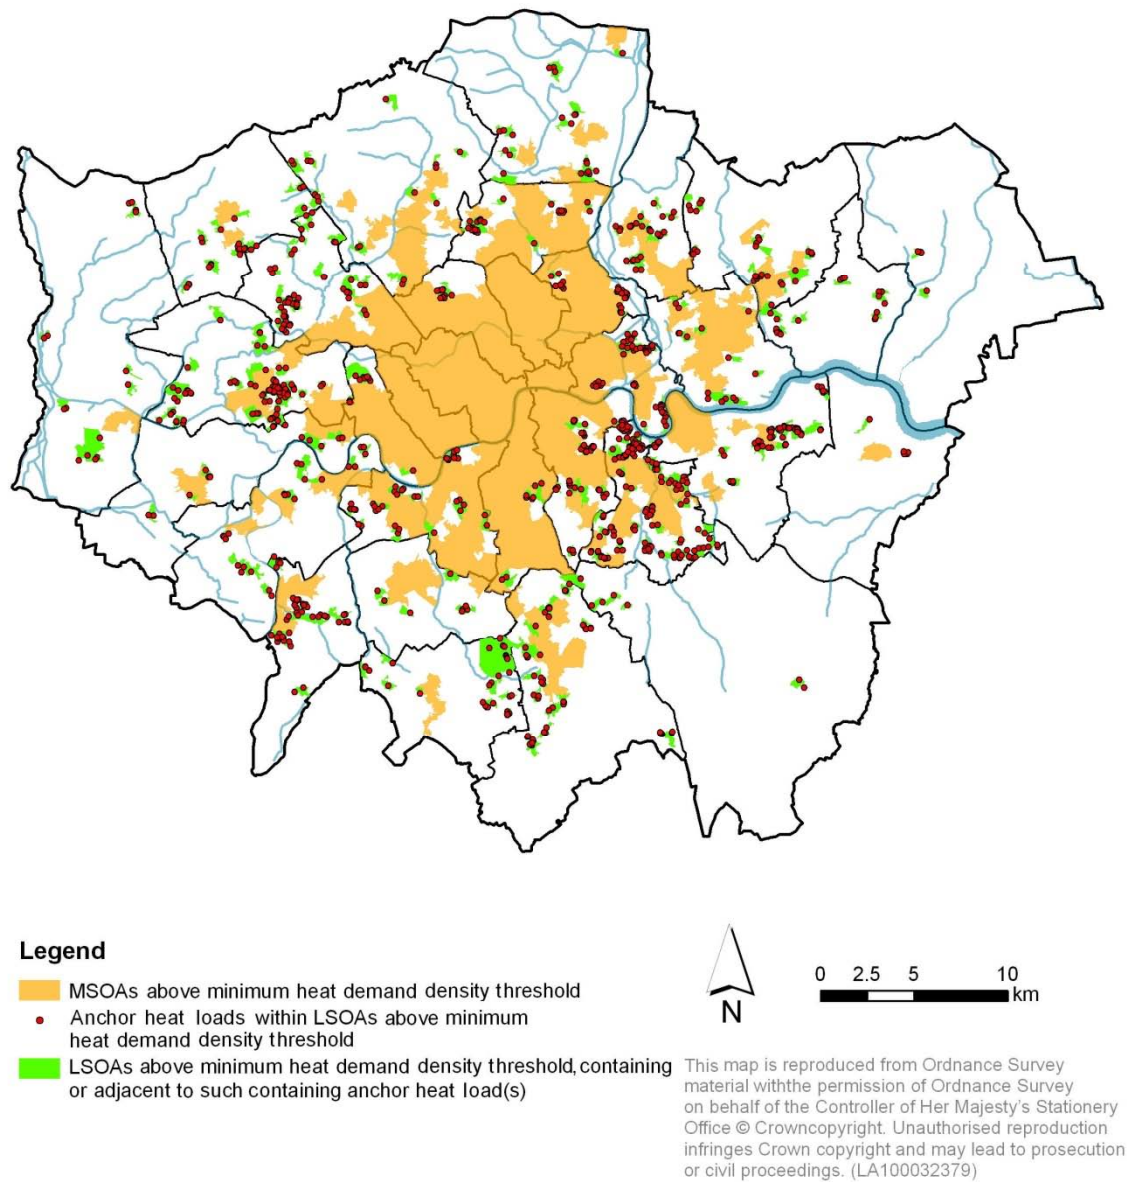 Legend
MSOAs above minimum heat demand density threshold
Anchor heat loads within LSOAs above minimum
heat demand density threshold
LSOAs above minimum heat demand density threshold, containing
or adjacent to such containing anchor heat load(s)
N
0 2.5 5 10
km
This map is reproduced from Ordnance Survey
material withthe permission of Ordnance Survey
on behalf of the Controller of Her Majesty's Stationery
Office © Crowncopyright. Unauthorised reproduction
infringes Crown copyright and may lead to prosecution
or civil proceedings. (LA100032379)